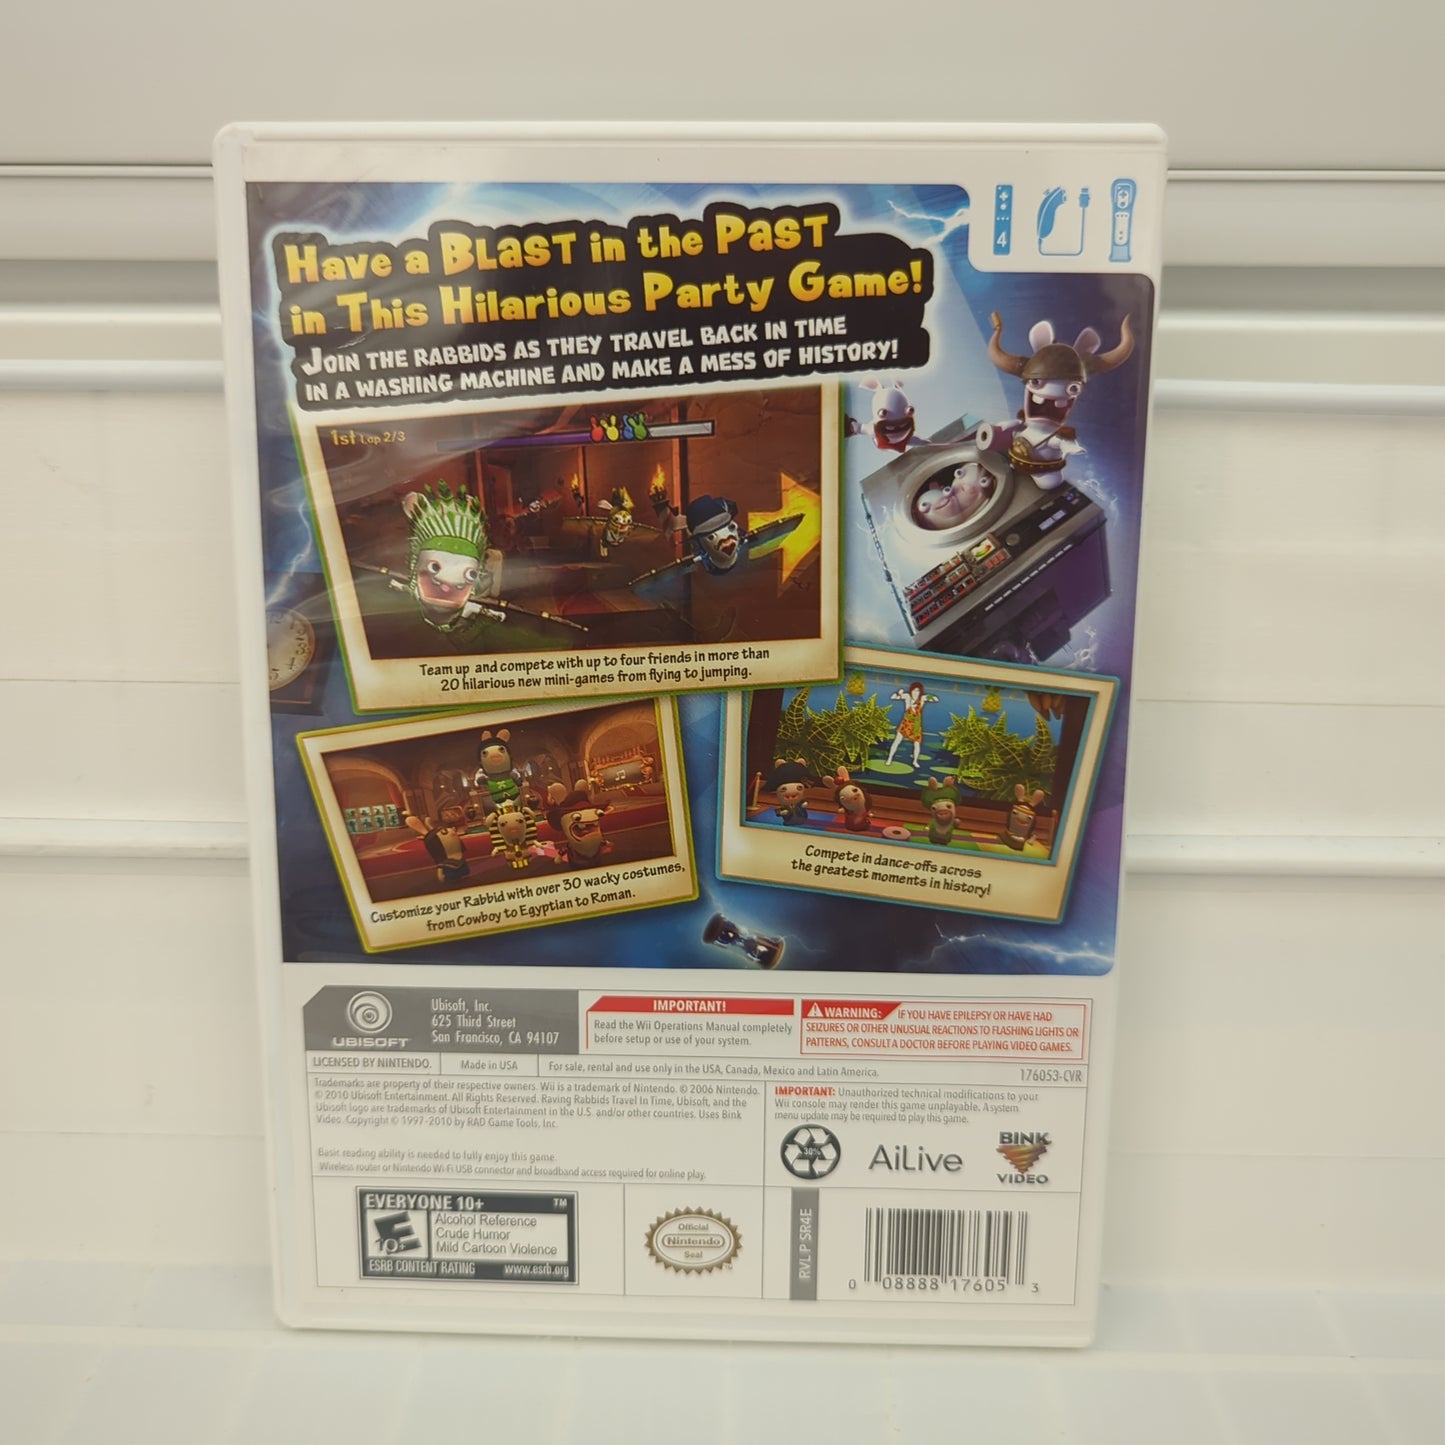 Have a Blast in the Past
in This Hilarious Party Game!
Join the Rabbids as they travel back in time
in a washing machine and make a mess of history!
4
1st Lap 2/3
Team up and compete with up to four friends in more than
20 hilarious new mini-games from flying to jumping.
Customize your Rabbid with over 30 wacky costumes,
from Cowboy to Egyptian to Roman.
Compete in dance-offs across
the greatest moments in history!
UBISOFT
Ubisoft, Inc.
625 Third Street
San Francisco, CA 94107
IMPORTANT!
Read the Wii Operations Manual completely
before setup or use of your system.
WARNING: IF YOU HAVE EPILEPSY OR HAVE HAD
SEIZURES OR OTHER UNUSUAL REACTIONS TO FLASHING LIGHTS OR
PATTERNS, CONSULT A DOCTOR BEFORE PLAYING VIDEO GAMES.
LICENSED BY NINTENDO.
Made in USA
For sale, rental and use only in the USA, Canada, Mexico and Latin America.
176053-CVR
Trademarks are property of their respective owners. Wii is a trademark of Nintendo. © 2006 Nintendo.
© 2010 Ubisoft Entertainment. All Rights Reserved. Raving Rabbids Travel In Time, Ubisoft, and the
Ubisoft logo are trademarks of Ubisoft Entertainment in the U.S. and/or other countries. Uses Bink
Video. Copyright © 1997-2010 by RAD Game Tools, Inc.
Basic reading ability is needed to fully enjoy this game.
Wireless router or Nintendo Wi-Fi USB connector and broadband access required for online play.
IMPORTANT: Unauthorized technical modifications to your
Wii console may render this game unplayable. A system
menu update may be required to play this game.
30%
AiLive
BINK
VIDEO
EVERYONE 10+ TM
E
10+
Alcohol Reference
Crude Humor
Mild Cartoon Violence
ESRB CONTENT RATING www.esrb.org
Official
Nintendo
Seal
RVL P SR4E
0 08888 17605 3